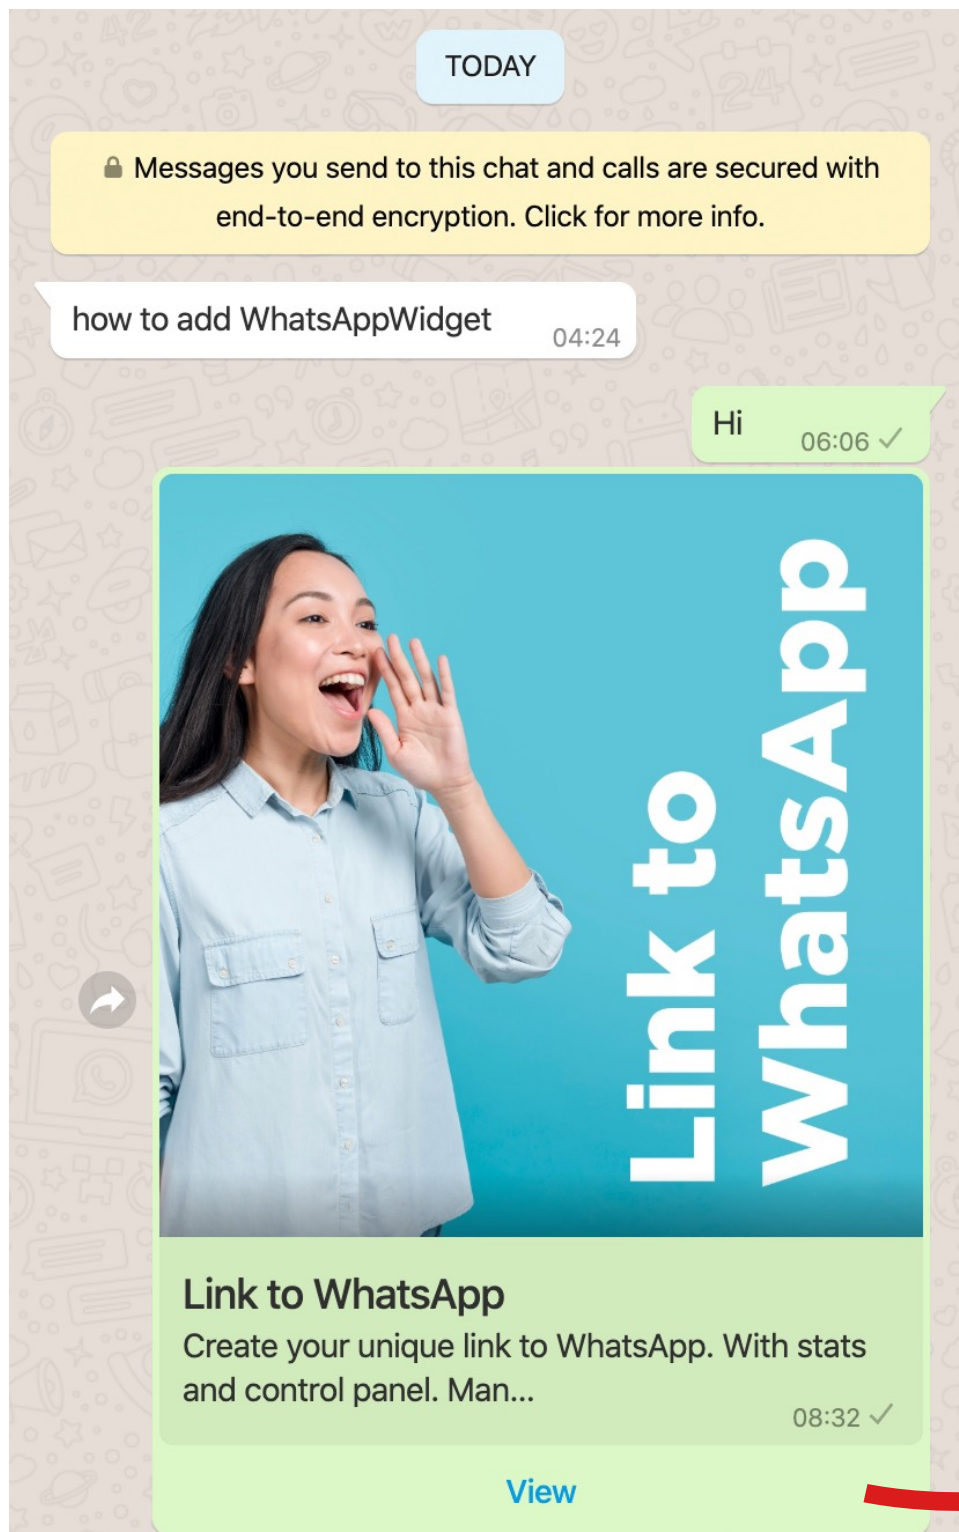 TODAY
Messages you send to this chat and calls are secured with
end-to-end encryption. Click for more info.
how to add WhatsAppWidget
04:24
Hi
06:06
Link to
WhatsApp
Link to WhatsApp
Create your unique link to WhatsApp. With stats
and control panel. Man...
08:32
View